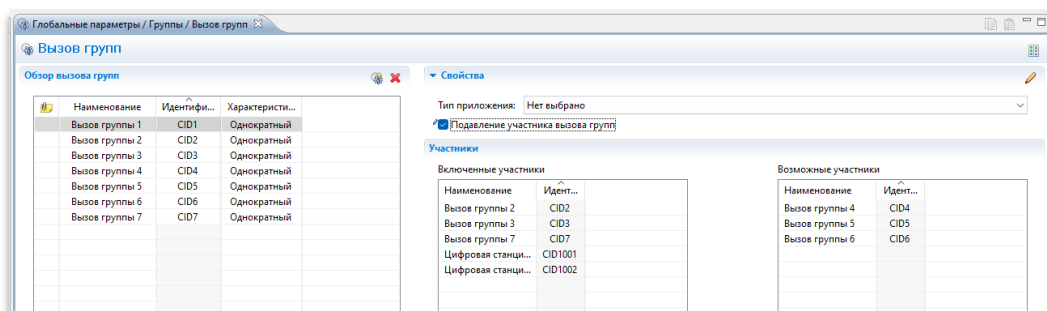 Глобальные параметры / Группы / Вызов групп
Вызов групп
Обзор вызова групп
Наименование Идентифи... Характеристи...
Вызов группы 1 CID1 Однократный
Вызов группы 2 CID2 Однократный
Вызов группы 3 CID3 Однократный
Вызов группы 4 CID4 Однократный
Вызов группы 5 CID5 Однократный
Вызов группы 6 CID6 Однократный
Вызов группы 7 CID7 Однократный
Свойства
Тип приложения: Нет выбрано
Подавление участника вызова групп
Участники
Включенные участники
Наименование Идент...
Вызов группы 2 CID2
Вызов группы 3 CID3
Вызов группы 7 CID7
Цифровая станци... CID1001
Цифровая станци... CID1002
Возможные участники
Наименование Идент...
Вызов группы 4 CID4
Вызов группы 5 CID5
Вызов группы 6 CID6